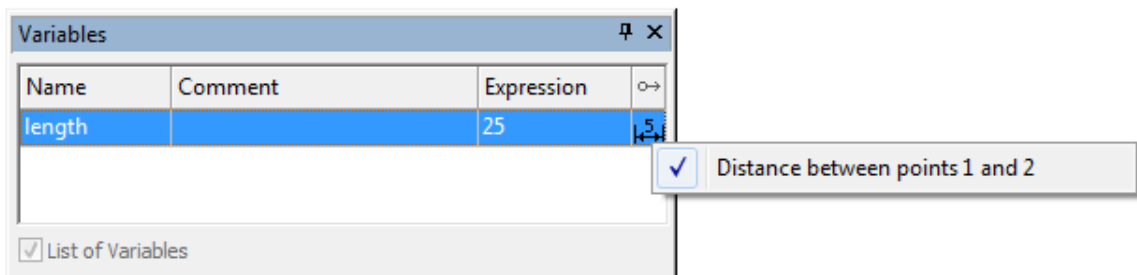 Variables
Name Comment Expression
length 25 5
Distance between points 1 and 2
List of Variables